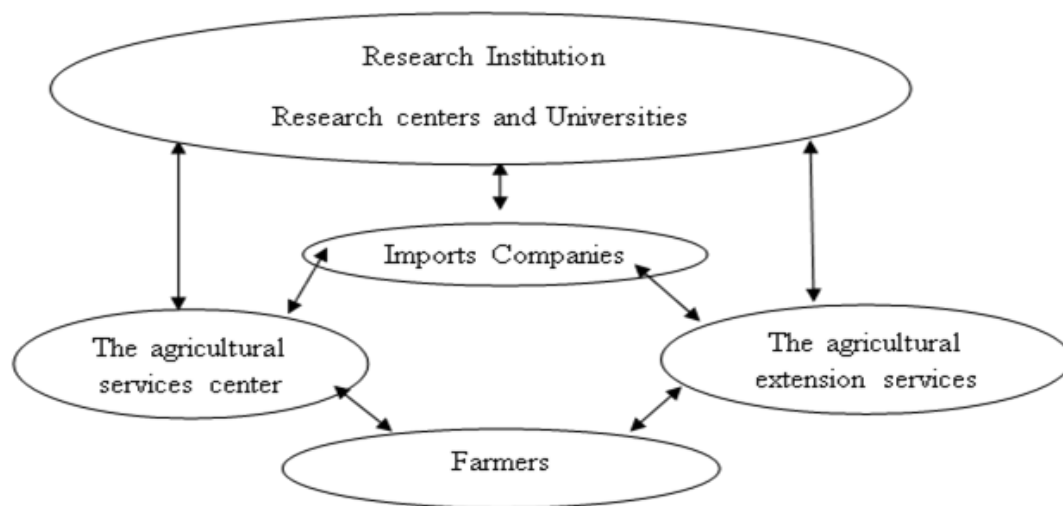 Research Institution
Research centers and Universities
Imports Companies
The agricultural
services center
The agricultural
extension services
Farmers